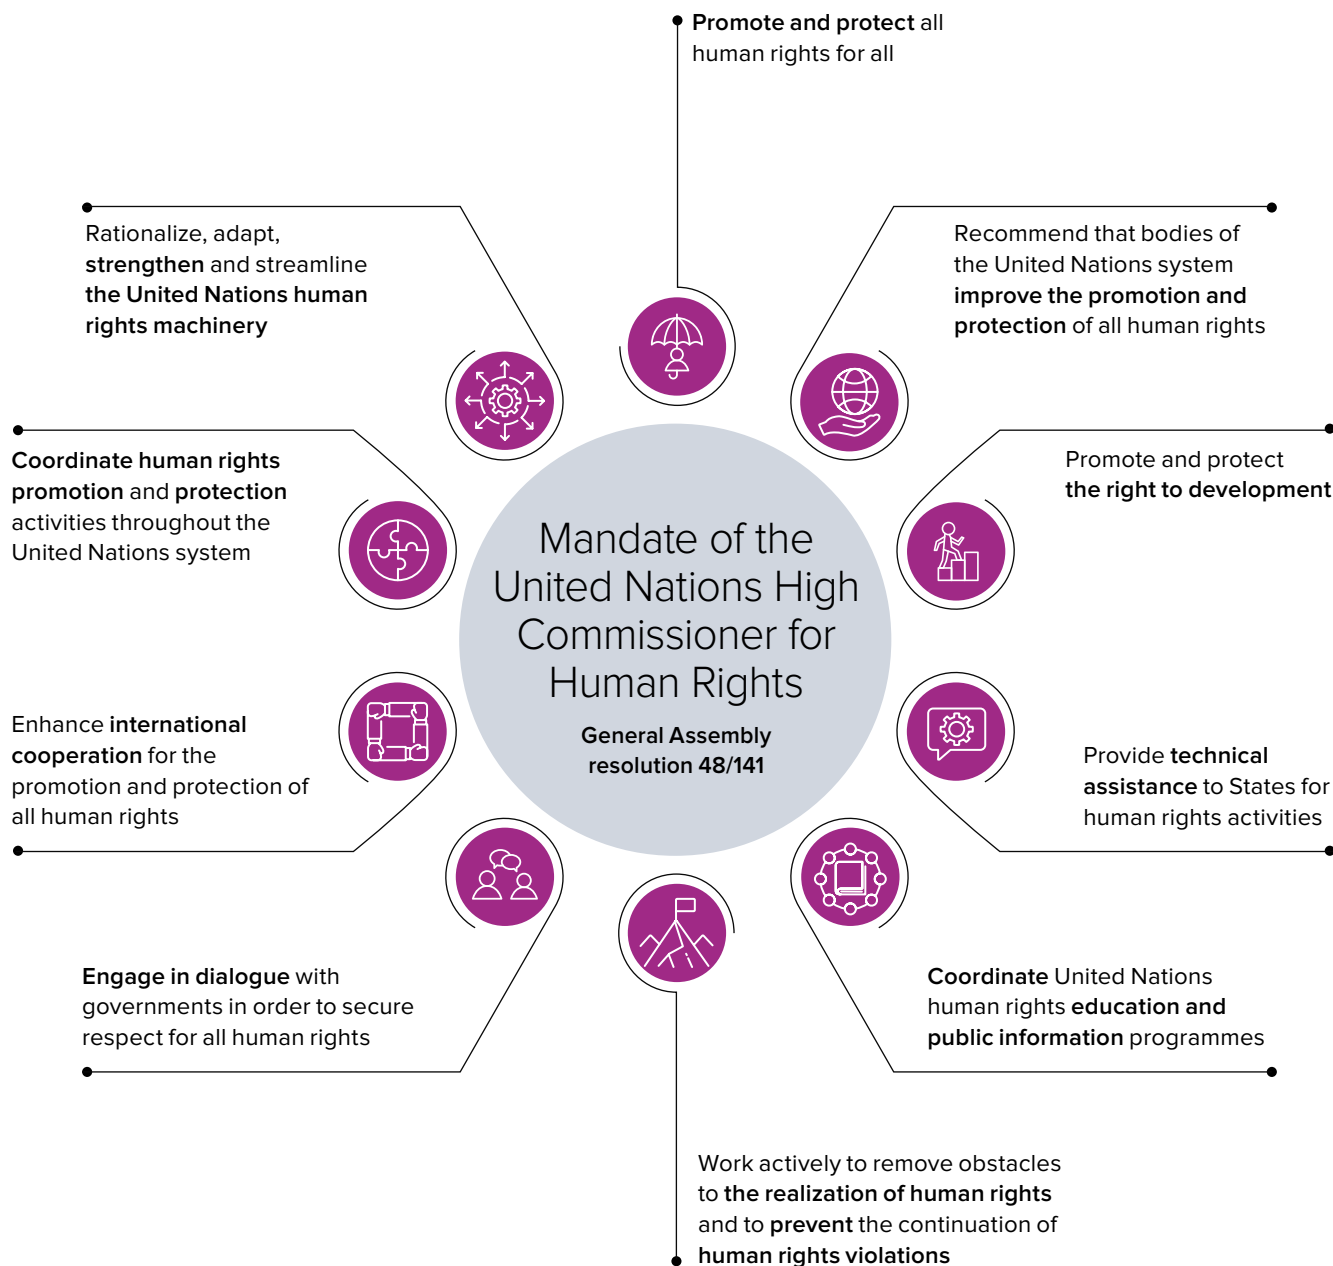 Promote and protect all
human rights for all
Recommend that bodies of
the United Nations system
improve the promotion and
protection of all human rights
Promote and protect
the right to development
Provide technical
assistance to States for
human rights activities
Coordinate United Nations
human rights education and
public information programmes
Work actively to remove obstacles
to the realization of human rights
and to prevent the continuation of
human rights violations
Engage in dialogue with
governments in order to secure
respect for all human rights
Enhance international
cooperation for the
promotion and protection of
all human rights
Coordinate human rights
promotion and protection
activities throughout the
United Nations system
Rationalize, adapt,
strengthen and streamline
the United Nations human
rights machinery
Mandate of the
United Nations High
Commissioner for
Human Rights
General Assembly
resolution 48/141